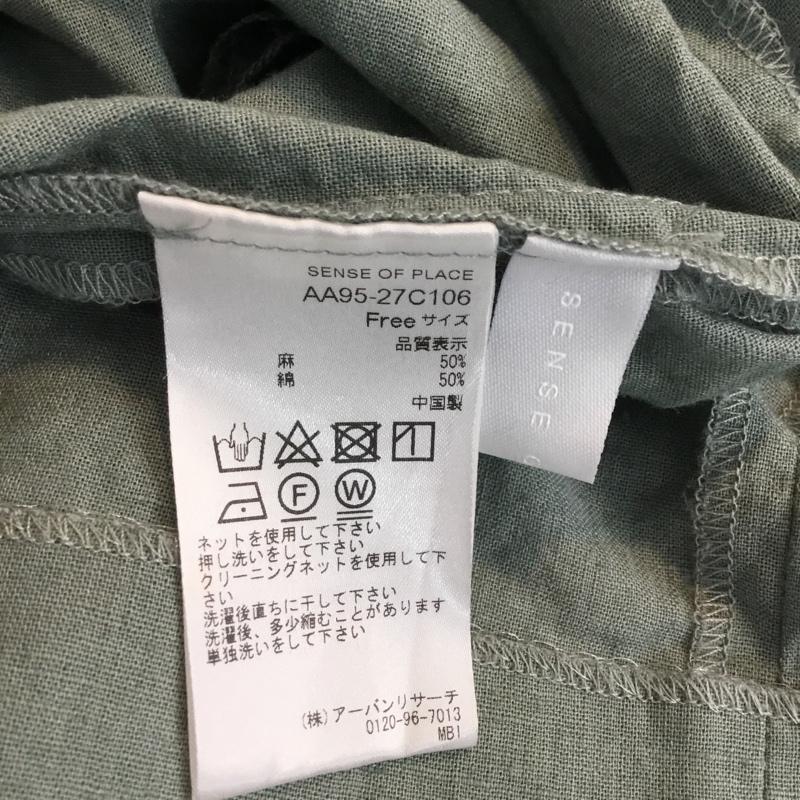 SENSE OF PLACE
AA95-27C106
Free サイズ
品質表示
麻 50%
綿 50%
中国製
F W
ネットを使用して下さい
押し洗いをして下さい
クリーニングネットを使用して下
さい
洗濯後直ちに干して下さい
洗濯後、多少縮むことがあります
単独洗いをして下さい
(株)アーバンリサーチ
0120-96-7013
MBI
SENSE